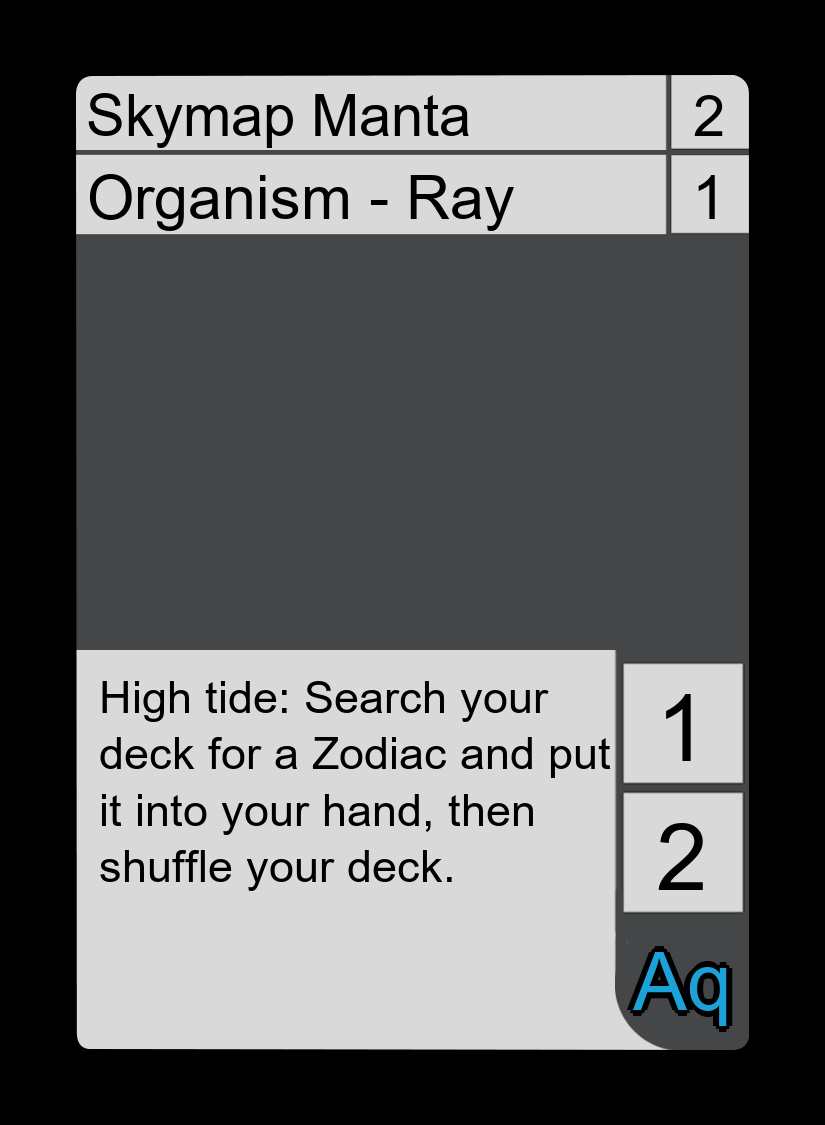 Skymap Manta 2
Organism - Ray 1
High tide: Search your
deck for a Zodiac and put
it into your hand, then
shuffle your deck.
1
2
Aq